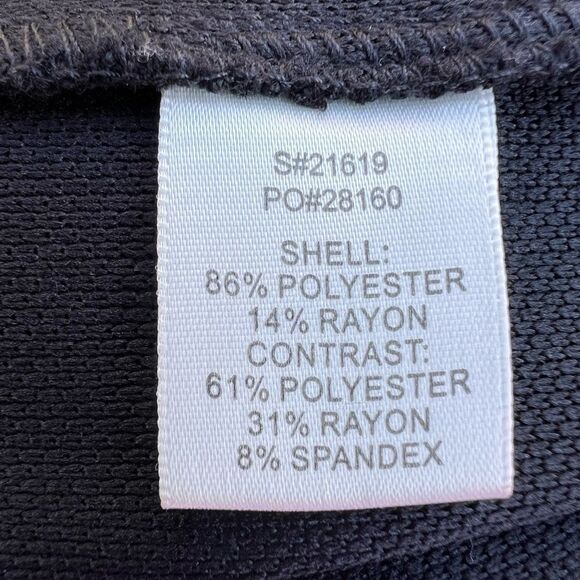 S#21619
PO#28160
SHELL:
86% POLYESTER
14% RAYON
CONTRAST:
61% POLYESTER
31% RAYON
8% SPANDEX